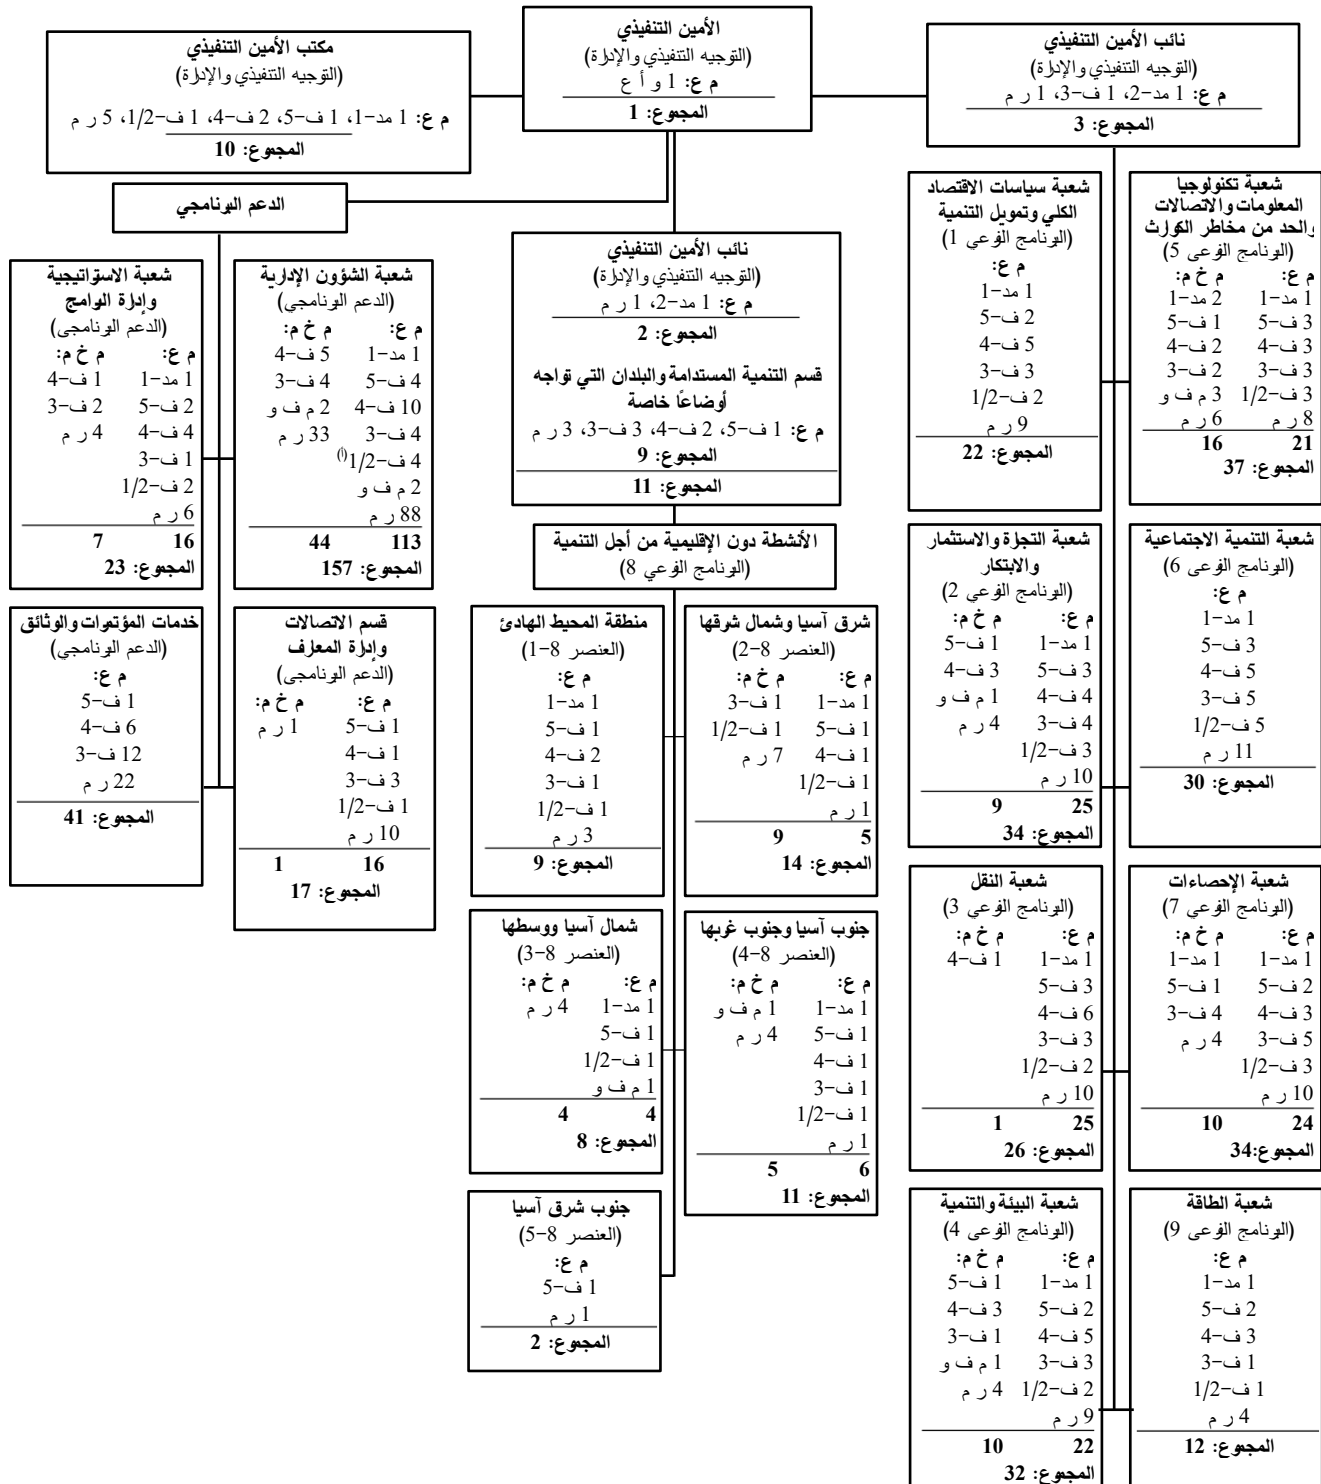 الأمين التنفيذي
(التوجيه التنفيذي والإدارة)
م ع: 1 و أ ع
المجموع: 1
مكتب الأمين التنفيذي
(التوجيه التنفيذي والإدارة)
م ع: 1 مد-1، 1 ف-5، 2 ف-4، 1 ف-1/2، 5 ر م
المجموع: 10
نائب الأمين التنفيذي
(التوجيه التنفيذي والإدارة)
م ع: 1 مد-2، 1 ف-3، 1 ر م
المجموع: 3
شعبة تكنولوجيا
المعلومات والاتصالات
والحد من مخاطر الكوارث
(البرنامج الفرعي 5)
م ع: م خ م:
1 مد-1 2 مد-1
3 ف-5 1 ف-5
3 ف-4 2 ف-4
3 ف-3 2 ف-3
3 ف-1/2 3 م ف و
8 ر م 6 ر م
21 16
المجموع: 37
شعبة سياسات الاقتصاد
الكلي وتمويل التنمية
(البرنامج الفرعي 1)
م ع:
1 مد-1
2 ف-5
5 ف-4
3 ف-3
2 ف-1/2
9 ر م
المجموع: 22
شعبة التنمية الاجتماعية
(البرنامج الفرعي 6)
م ع:
1 مد-1
3 ف-5
5 ف-4
5 ف-3
5 ف-1/2
11 ر م
المجموع: 30
شعبة التجارة والاستثمار
والابتكار
(البرنامج الفرعي 2)
م ع: م خ م:
1 مد-1 1 ف-5
3 ف-5 3 ف-4
4 ف-4 1 م ف و
4 ف-3 4 ر م
3 ف-1/2
10 ر م
25 9
المجموع: 34
شعبة الإحصاءات
(البرنامج الفرعي 7)
م ع: م خ م:
1 مد-1 1 مد-1
2 ف-5 1 ف-5
3 ف-4 4 ف-3
5 ف-3 4 ر م
3 ف-1/2
10 ر م
24 10
المجموع:34
شعبة النقل
(البرنامج الفرعي 3)
م ع: م خ م:
1 مد-1 1 ف-4
3 ف-5
6 ف-4
3 ف-3
2 ف-1/2
10 ر م
25 1
المجموع: 26
شعبة الطاقة
(البرنامج الفرعي 9)
م ع:
1 مد-1
2 ف-5
3 ف-4
1 ف-3
1 ف-1/2
4 ر م
المجموع: 12
شعبة البيئة والتنمية
(البرنامج الفرعي 4)
م ع: م خ م:
1 مد-1 1 ف-5
2 ف-5 3 ف-4
5 ف-4 1 ف-3
3 ف-3 1 م ف و
2 ف-1/2 4 ر م
9 ر م
22 10
المجموع: 32
نائب الأمين التنفيذي
(التوجيه التنفيذي والإدارة)
م ع: 1 مد-2، 1 ر م
المجموع: 2
قسم التنمية المستدامة والبلدان التي تواجه
أوضاعًا خاصة
م ع: 1 ف-5، 2 ف-4، 3 ف-3، 3 ر م
المجموع: 9
المجموع: 11
الأنشطة دون الإقليمية من أجل التنمية
(البرنامج الفرعي 8)
شرق آسيا وشمال شرقها
(العنصر 8-2)
م ع: م خ م:
1 مد-1 1 ف-3
1 ف-5 1 ف-1/2
1 ف-4 7 ر م
1 ف-1/2
1 ر م
5 9
المجموع: 14
منطقة المحيط الهادئ
(العنصر 8-1)
م ع:
1 مد-1
1 ف-5
2 ف-4
1 ف-3
1 ف-1/2
3 ر م
المجموع: 9
جنوب آسيا وجنوب غربها
(العنصر 8-4)
م ع: م خ م:
1 مد-1 1 م ف و
1 ف-5 4 ر م
1 ف-4
1 ف-3
1 ف-1/2
1 ر م
6 5
المجموع: 11
شمال آسيا ووسطها
(العنصر 8-3)
م ع: م خ م:
1 مد-1 4 ر م
1 ف-5
1 ف-1/2
1 م ف و
4 4
المجموع: 8
جنوب شرق آسيا
(العنصر 8-5)
م ع:
1 ف-5
1 ر م
المجموع: 2
الدعم البرنامجي
شعبة الشؤون الإدارية
(الدعم البرنامجي)
م ع: م خ م:
1 مد-1 5 ف-4
4 ف-5 4 ف-3
10 ف-4 2 م ف و
4 ف-3 33 ر م
4 ف-1/2(أ)
2 م ف و
88 ر م
113 44
المجموع: 157
شعبة الاستراتيجية
وإدارة البرامج
(الدعم البرنامجي)
م ع: م خ م:
1 مد-1 1 ف-4
2 ف-5 2 ف-3
4 ف-4 4 ر م
1 ف-3
2 ف-1/2
6 ر م
16 7
المجموع: 23
قسم الاتصالات
وإدارة المعارف
(الدعم البرنامجي)
م ع: م خ م:
1 ف-5 1 ر م
1 ف-4
3 ف-3
1 ف-1/2
10 ر م
16 1
المجموع: 17
خدمات المؤتمرات والوثائق
(الدعم البرنامجي)
م ع:
1 ف-5
6 ف-4
12 ف-3
22 ر م
المجموع: 41